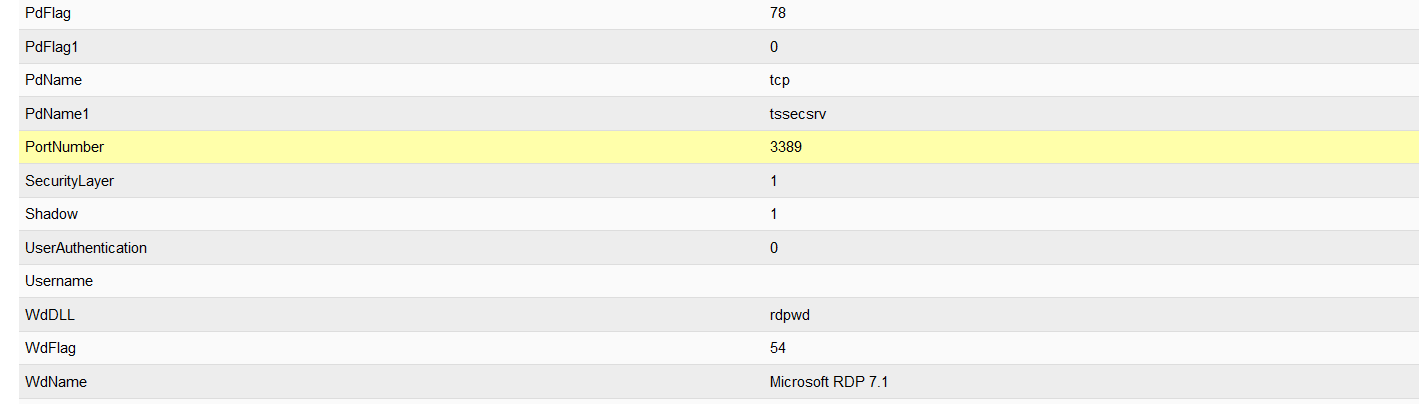 PdFlag 78
PdFlag1 0
PdName tcp
PdName1 tssecsrv
PortNumber 3389
SecurityLayer 1
Shadow 1
UserAuthentication 0
Username
WdDLL rdpwd
WdFlag 54
WdName Microsoft RDP 7.1